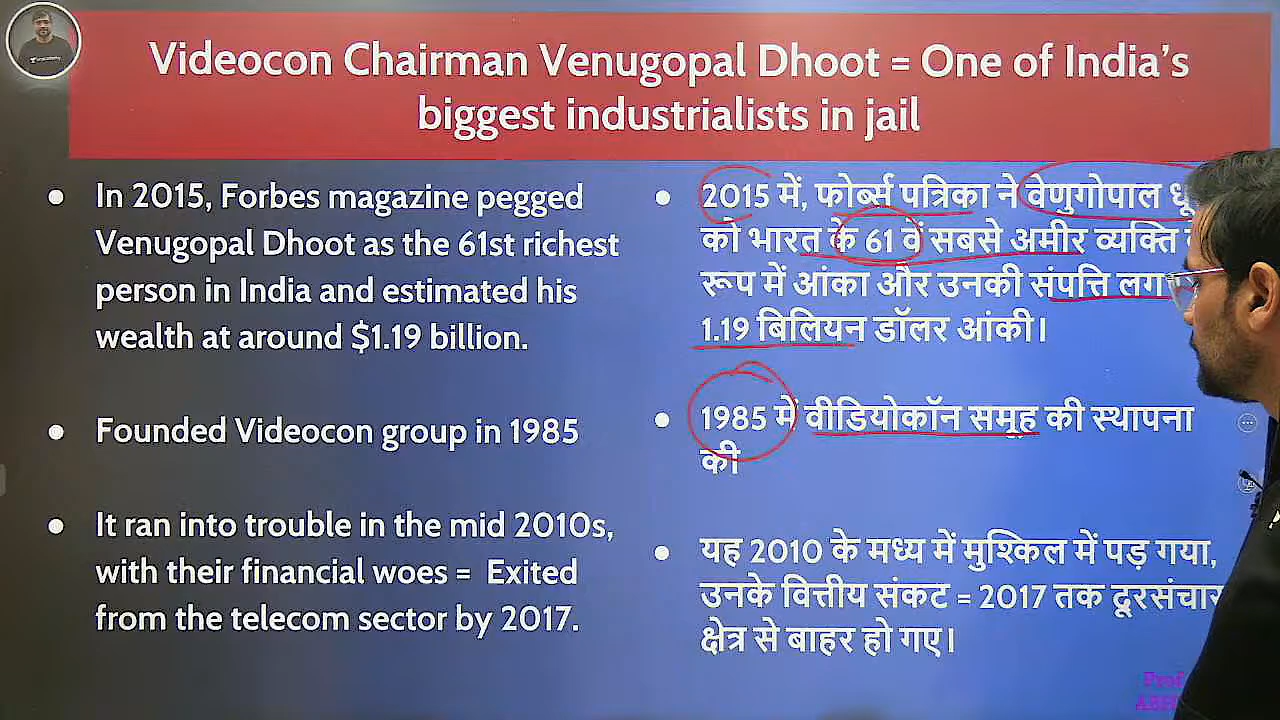 Videocon Chairman Venugopal Dhoot = One of India’s
biggest industrialists in jail
• In 2015, Forbes magazine pegged
Venugopal Dhoot as the 61st richest
person in India and estimated his
wealth at around $1.19 billion.
• Founded Videocon group in 1985
• It ran into trouble in the mid 2010s,
with their financial woes = Exited
from the telecom sector by 2017.
• 2015 में, फोर्ब्स पत्रिका ने वेणुगोपाल
को भारत के 61 वें सबसे अमीर व्यक्ति
रूप में आंका और उनकी संपत्ति
1.19 बिलियन डॉलर आंकी।
• 1985 में वीडियोकॉन समूह की स्थापना
की
• यह 2010 के मध्य में मुश्किल में पड़ गया,
उनके वित्तीय संकट = 2017 तक दूरसंचार
क्षेत्र से बाहर हो गए।
Prof